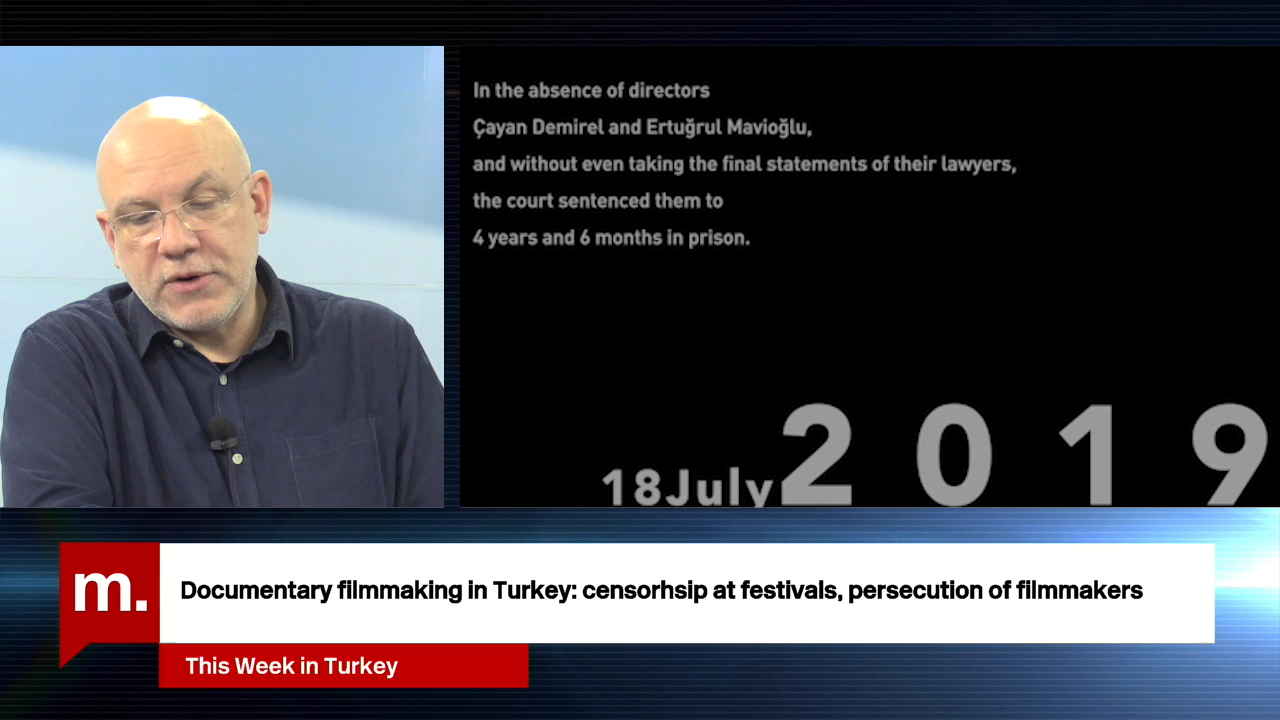 In the absence of directors
Çayan Demirel and Ertuğrul Mavioğlu,
and without even taking the final statements of their lawyers,
the court sentenced them to
4 years and 6 months in prison.
18July 2019
m.
Documentary filmmaking in Turkey: censorhsip at festivals, persecution of filmmakers
This Week in Turkey